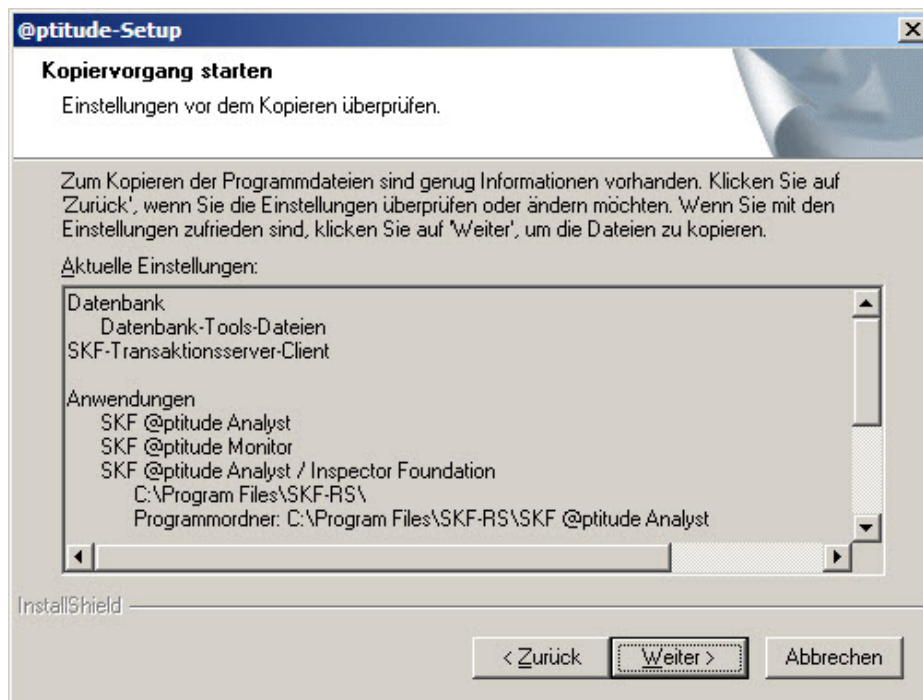 @ptitude-Setup
Kopiervorgang starten
Einstellungen vor dem Kopieren überprüfen.
Zum Kopieren der Programmdateien sind genug Informationen vorhanden. Klicken Sie auf
'Zurück', wenn Sie die Einstellungen überprüfen oder ändern möchten. Wenn Sie mit den
Einstellungen zufrieden sind, klicken Sie auf 'Weiter', um die Dateien zu kopieren.
Aktuelle Einstellungen:
Datenbank
Datenbank-Tools-Dateien
SKF-Transaktionsserver-Client
Anwendungen
SKF @ptitude Analyst
SKF @ptitude Monitor
SKF @ptitude Analyst / Inspector Foundation
C:\Program Files\SKF-RS\
Programmordner: C:\Program Files\SKF-RS\SKF @ptitude Analyst
InstallShield
< Zurück Weiter > Abbrechen